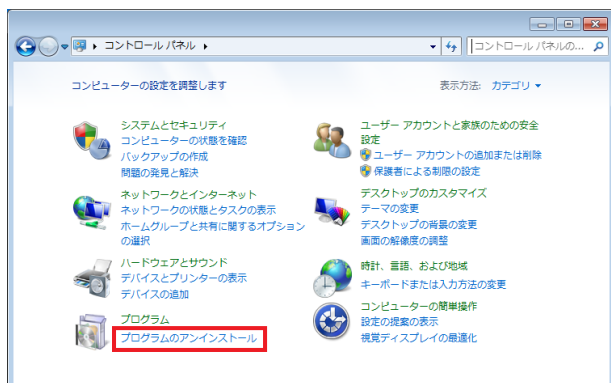 コントロール パネル
コントロール パネルの...
コンピューターの設定を調整します
表示方法: カテゴリ
システムとセキュリティ
コンピューターの状態を確認
バックアップの作成
問題の発見と解決
ネットワークとインターネット
ネットワークの状態とタスクの表示
ホームグループと共有に関するオプション
の選択
ハードウェアとサウンド
デバイスとプリンターの表示
デバイスの追加
プログラム
プログラムのアンインストール
ユーザー アカウントと家族のための安全
設定
ユーザー アカウントの追加または削除
保護者による制限の設定
デスクトップのカスタマイズ
テーマの変更
デスクトップの背景の変更
画面の解像度の調整
時計、言語、および地域
キーボードまたは入力方法の変更
コンピューターの簡単操作
設定の提案の表示
視覚ディスプレイの最適化